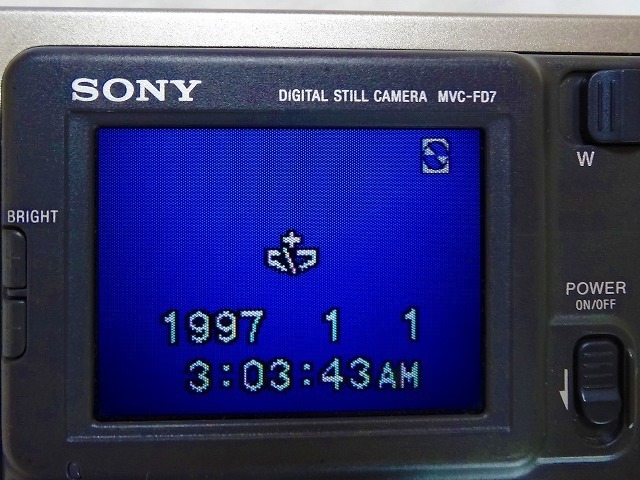 SONY
DIGITAL STILL CAMERA MVC-FD7
S
W
BRIGHT
POWER
ON/OFF
1997 1 1
3:03:43AM